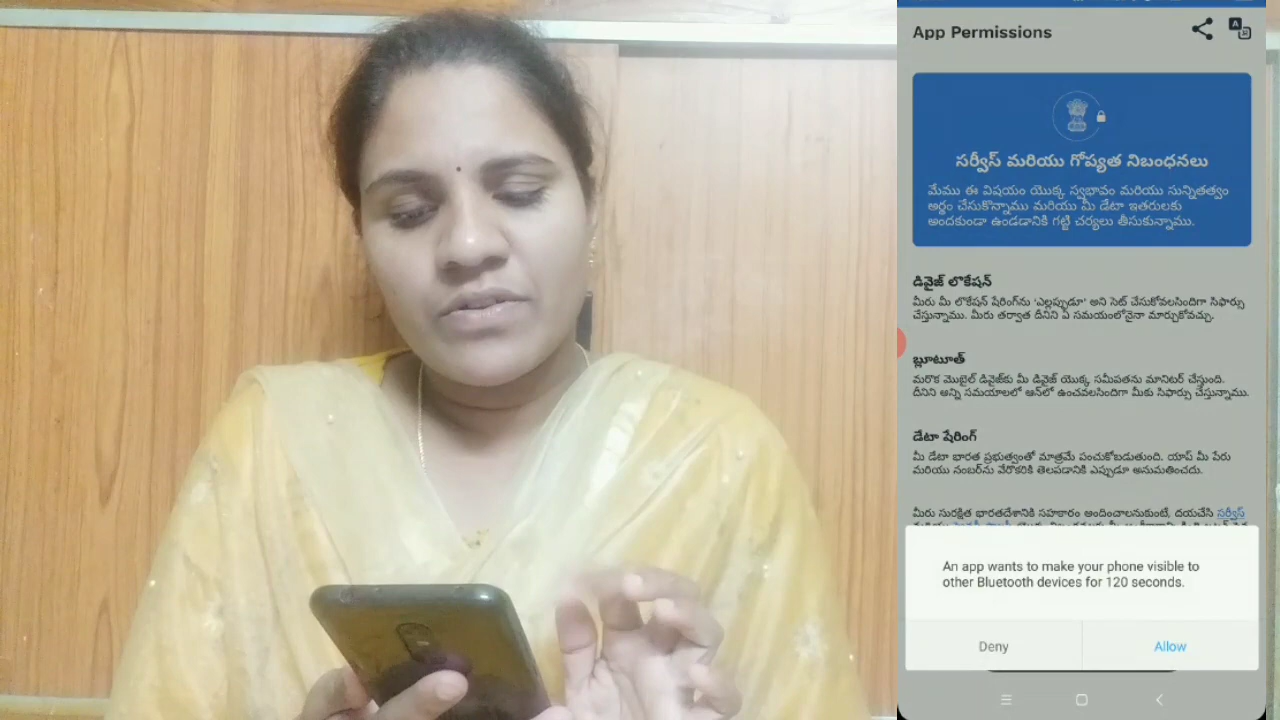 App Permissions
సర్వీస్ మరియు గోప్యత నిబంధనలు
మేము ఈ విషయం యొక్క స్వభావం మరియు సున్నితత్వం
అర్థం చేసుకొన్నాము మరియు మీ డేటా ఇతరులకు
అందకుండా ఉండడానికి గట్టి చర్యలు తీసుకున్నాము.
డివైజ్ లొకేషన్
మీరు మీ లొకేషన్ షేరింగ్‌ను 'ఎల్లప్పుడూ' అని సెట్ చేసుకోవలసిందిగా సిఫార్సు
చేస్తున్నాము. మీరు తర్వాత దీనిని ఏ సమయంలోనైనా మార్చుకోవచ్చు.
బ్లూటూత్
మరొక మొబైల్ డివైజ్‌కు మీ డివైజ్ యొక్క సమీపతను మానిటర్ చేస్తుంది.
దీనిని అన్ని సమయాలలో ఆన్‌లో ఉంచవలసిందిగా మీకు సిఫార్సు చేస్తున్నాము.
డేటా షేరింగ్
మీ డేటా భారత ప్రభుత్వంతో మాత్రమే పంచుకోబడుతుంది. యాప్ మీ పేరు
మరియు నంబర్‌ను వేరొకరికి తెలపడానికి ఎప్పుడూ అనుమతించదు.
మీరు సురక్షిత భారతదేశానికి సహకారం అందించాలనుకుంటే, దయచేసి సర్వీస్
An app wants to make your phone visible to
other Bluetooth devices for 120 seconds.
Deny
Allow